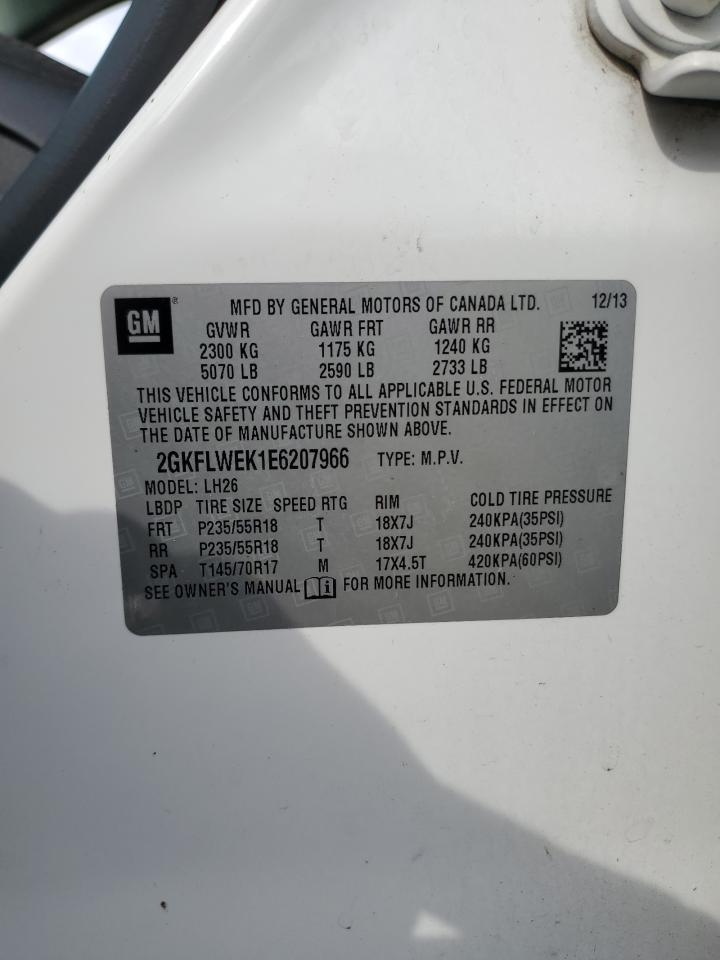 GM ® MFD BY GENERAL MOTORS OF CANADA LTD. 12/13
GVWR GAWR FRT GAWR RR
2300 KG 1175 KG 1240 KG
5070 LB 2590 LB 2733 LB
THIS VEHICLE CONFORMS TO ALL APPLICABLE U.S. FEDERAL MOTOR
VEHICLE SAFETY AND THEFT PREVENTION STANDARDS IN EFFECT ON
THE DATE OF MANUFACTURE SHOWN ABOVE.
2GKFLWEK1E6207966 TYPE: M.P.V.
MODEL: LH26
LBDP TIRE SIZE SPEED RTG RIM COLD TIRE PRESSURE
FRT P235/55R18 T 18X7J 240KPA(35PSI)
RR P235/55R18 T 18X7J 240KPA(35PSI)
SPA T145/70R17 M 17X4.5T 420KPA(60PSI)
SEE OWNER'S MANUAL i FOR MORE INFORMATION.